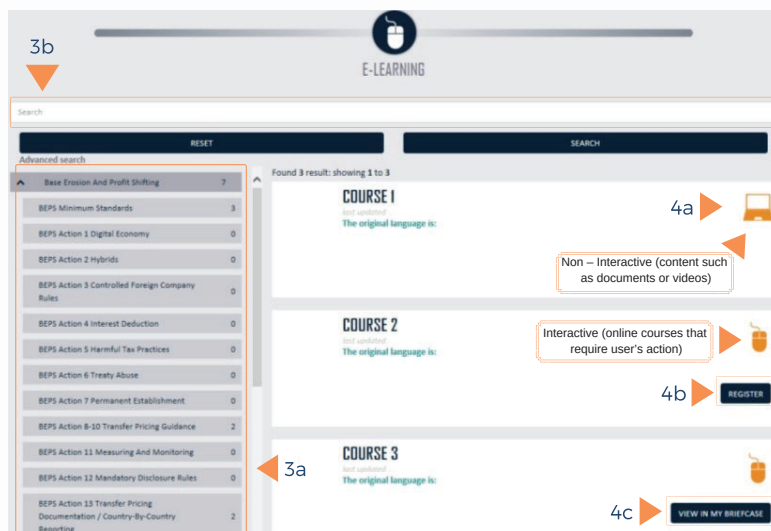 3b
E-LEARNING
Search
RESET
SEARCH
Advanced search
Base Erosion And Profit Shifting 7
BEPS Minimum Standards 3
BEPS Action 1 Digital Economy 0
BEPS Action 2 Hybrids 0
BEPS Action 3 Controlled Foreign Company
Rules 0
BEPS Action 4 Interest Deduction 0
BEPS Action 5 Harmful Tax Practices 0
BEPS Action 6 Treaty Abuse 0
BEPS Action 7 Permanent Establishment 0
BEPS Action 8-10 Transfer Pricing Guidance 2
BEPS Action 11 Measuring And Monitoring 0
BEPS Action 12 Mandatory Disclosure Rules 0
BEPS Action 13 Transfer Pricing
Documentation / Country-By-Country 2
Reporting
3a
Found 3 result: showing 1 to 3
COURSE 1
last updated
The original language is:
4a
Non – Interactive (content such
as documents or videos)
COURSE 2
last updated
The original language is:
Interactive (online courses that
require user's action)
4b
REGISTER
COURSE 3
last updated
The original language is:
4c
VIEW IN MY BRIEFCASE